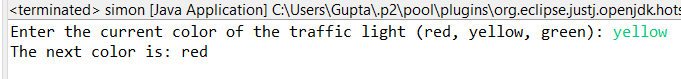 <terminated> simon [Java Application] C:\Users\Gupta\.p2\pool\plugins\org.eclipse.justj.openjdk.hots
Enter the current color of the traffic light (red, yellow, green): yellow
The next color is: red